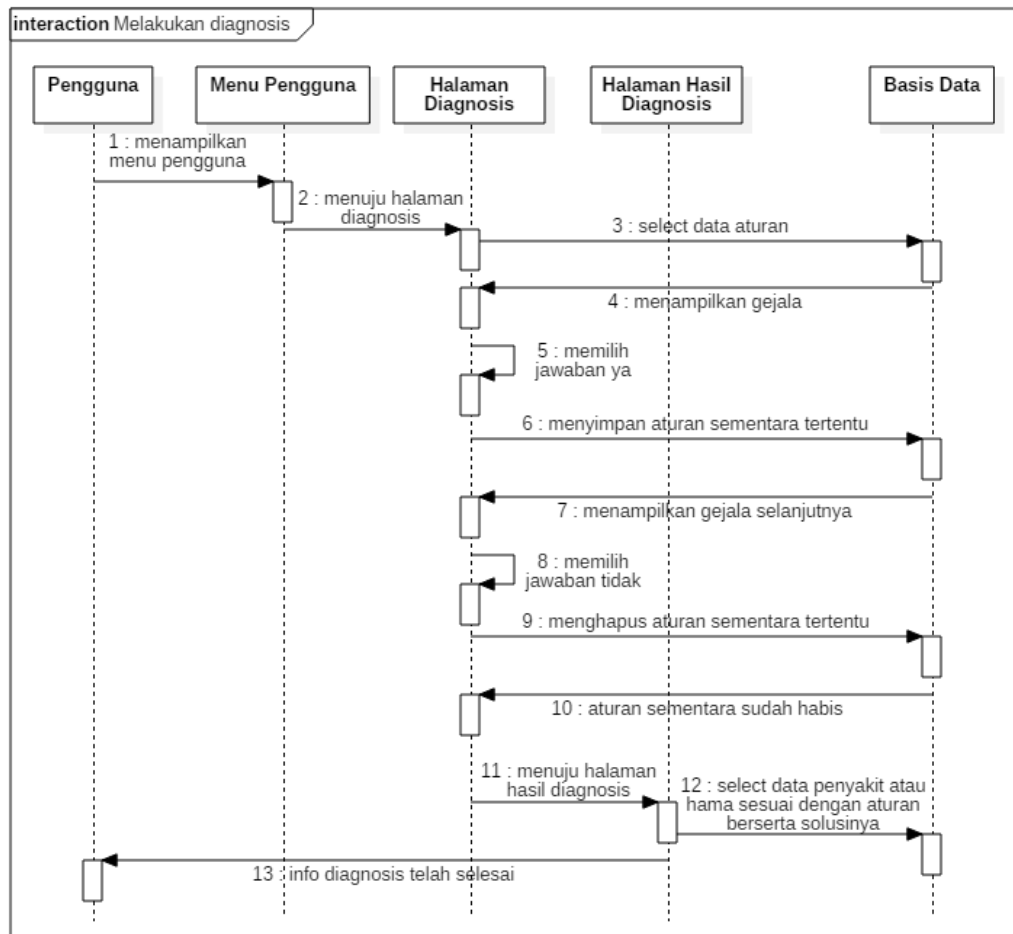 interaction Melakukan diagnosis
Pengguna
Menu Pengguna
Halaman
Diagnosis
Halaman Hasil
Diagnosis
Basis Data
1 : menampilkan
menu pengguna
2 : menuju halaman
diagnosis
3 : select data aturan
4 : menampilkan gejala
5 : memilih
jawaban ya
6 : menyimpan aturan sementara tertentu
7 : menampilkan gejala selanjutnya
8 : memilih
jawaban tidak
9 : menghapus aturan sementara tertentu
10 : aturan sementara sudah habis
11 : menuju halaman
hasil diagnosis
12 : select data penyakit atau
hama sesuai dengan aturan
berserta solusinya
13 : info diagnosis telah selesai